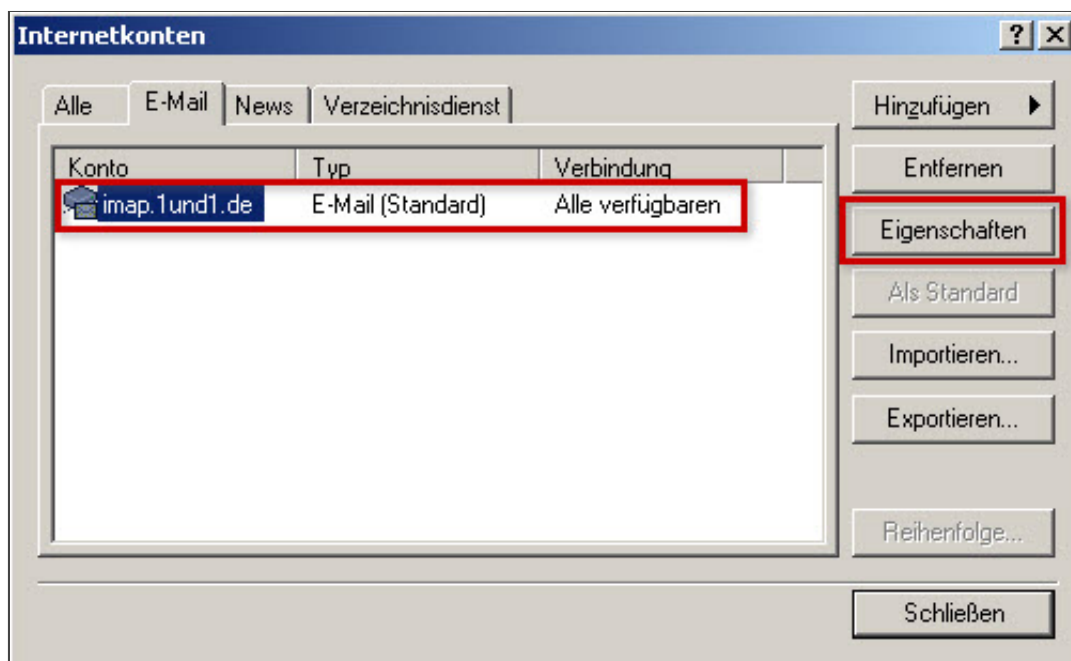 Internetkonten
Alle E-Mail News Verzeichnisdienst
Konto Typ Verbindung
imap.1und1.de E-Mail (Standard) Alle verfügbaren
Hinzufügen
Entfernen
Eigenschaften
Als Standard
Importieren...
Exportieren...
Reihenfolge...
Schließen